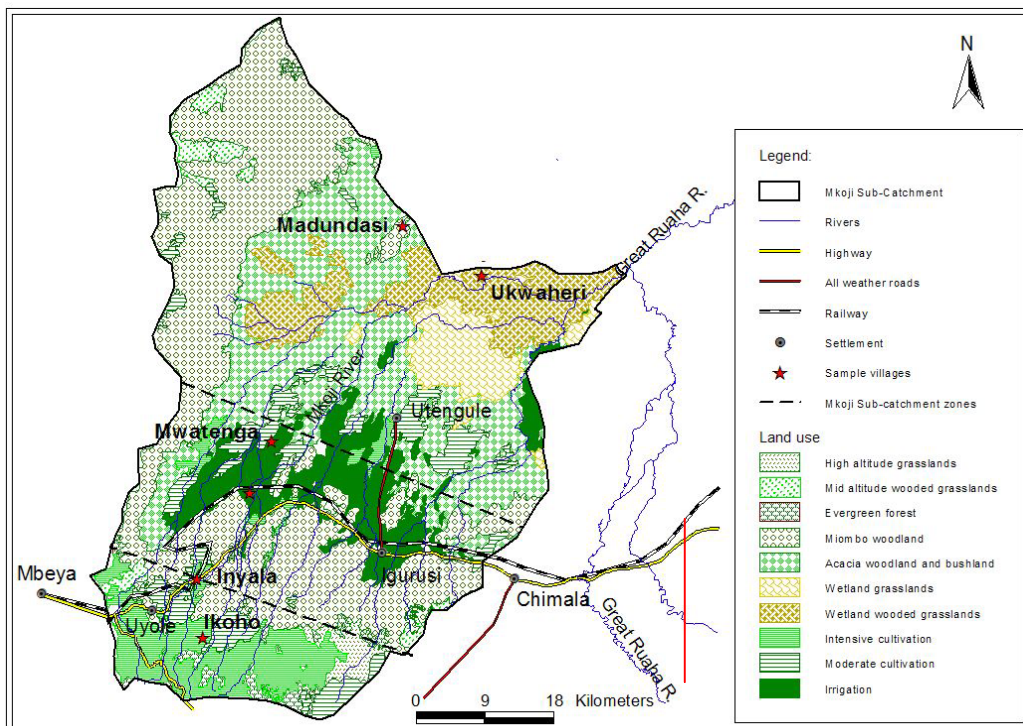 N
Madundasi
Ukwaheri
Great Ruaha R.
Mkoji River
Utengule
Mwatenga
Mbeya
Inyala
Igurusi
Uyole
Ikoho
Chimala
Great Ruaha R.
0 9 18 Kilometers
Legend:
Mkoji Sub-Catchment
Rivers
Highway
All weather roads
Railway
Settlement
Sample villages
Mkoji Sub-catchment zones
Land use
High altitude grasslands
Mid altitude wooded grasslands
Evergreen forest
Miombo woodland
Acacia woodland and bushland
Wetland grasslands
Wetland wooded grasslands
Intensive cultivation
Moderate cultivation
Irrigation